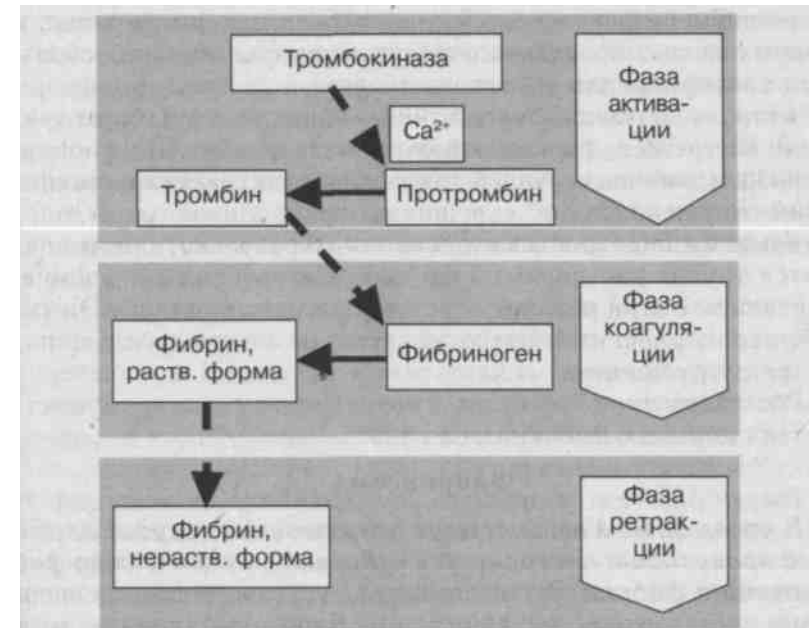 Тромбокиназа
Фаза
актива-
ции
Ca²⁺
Тромбин
Протромбин
Фаза
коагуля-
ции
Фибрин,
раств. форма
Фибриноген
Фаза
ретрак-
ции
Фибрин,
нераств. форма